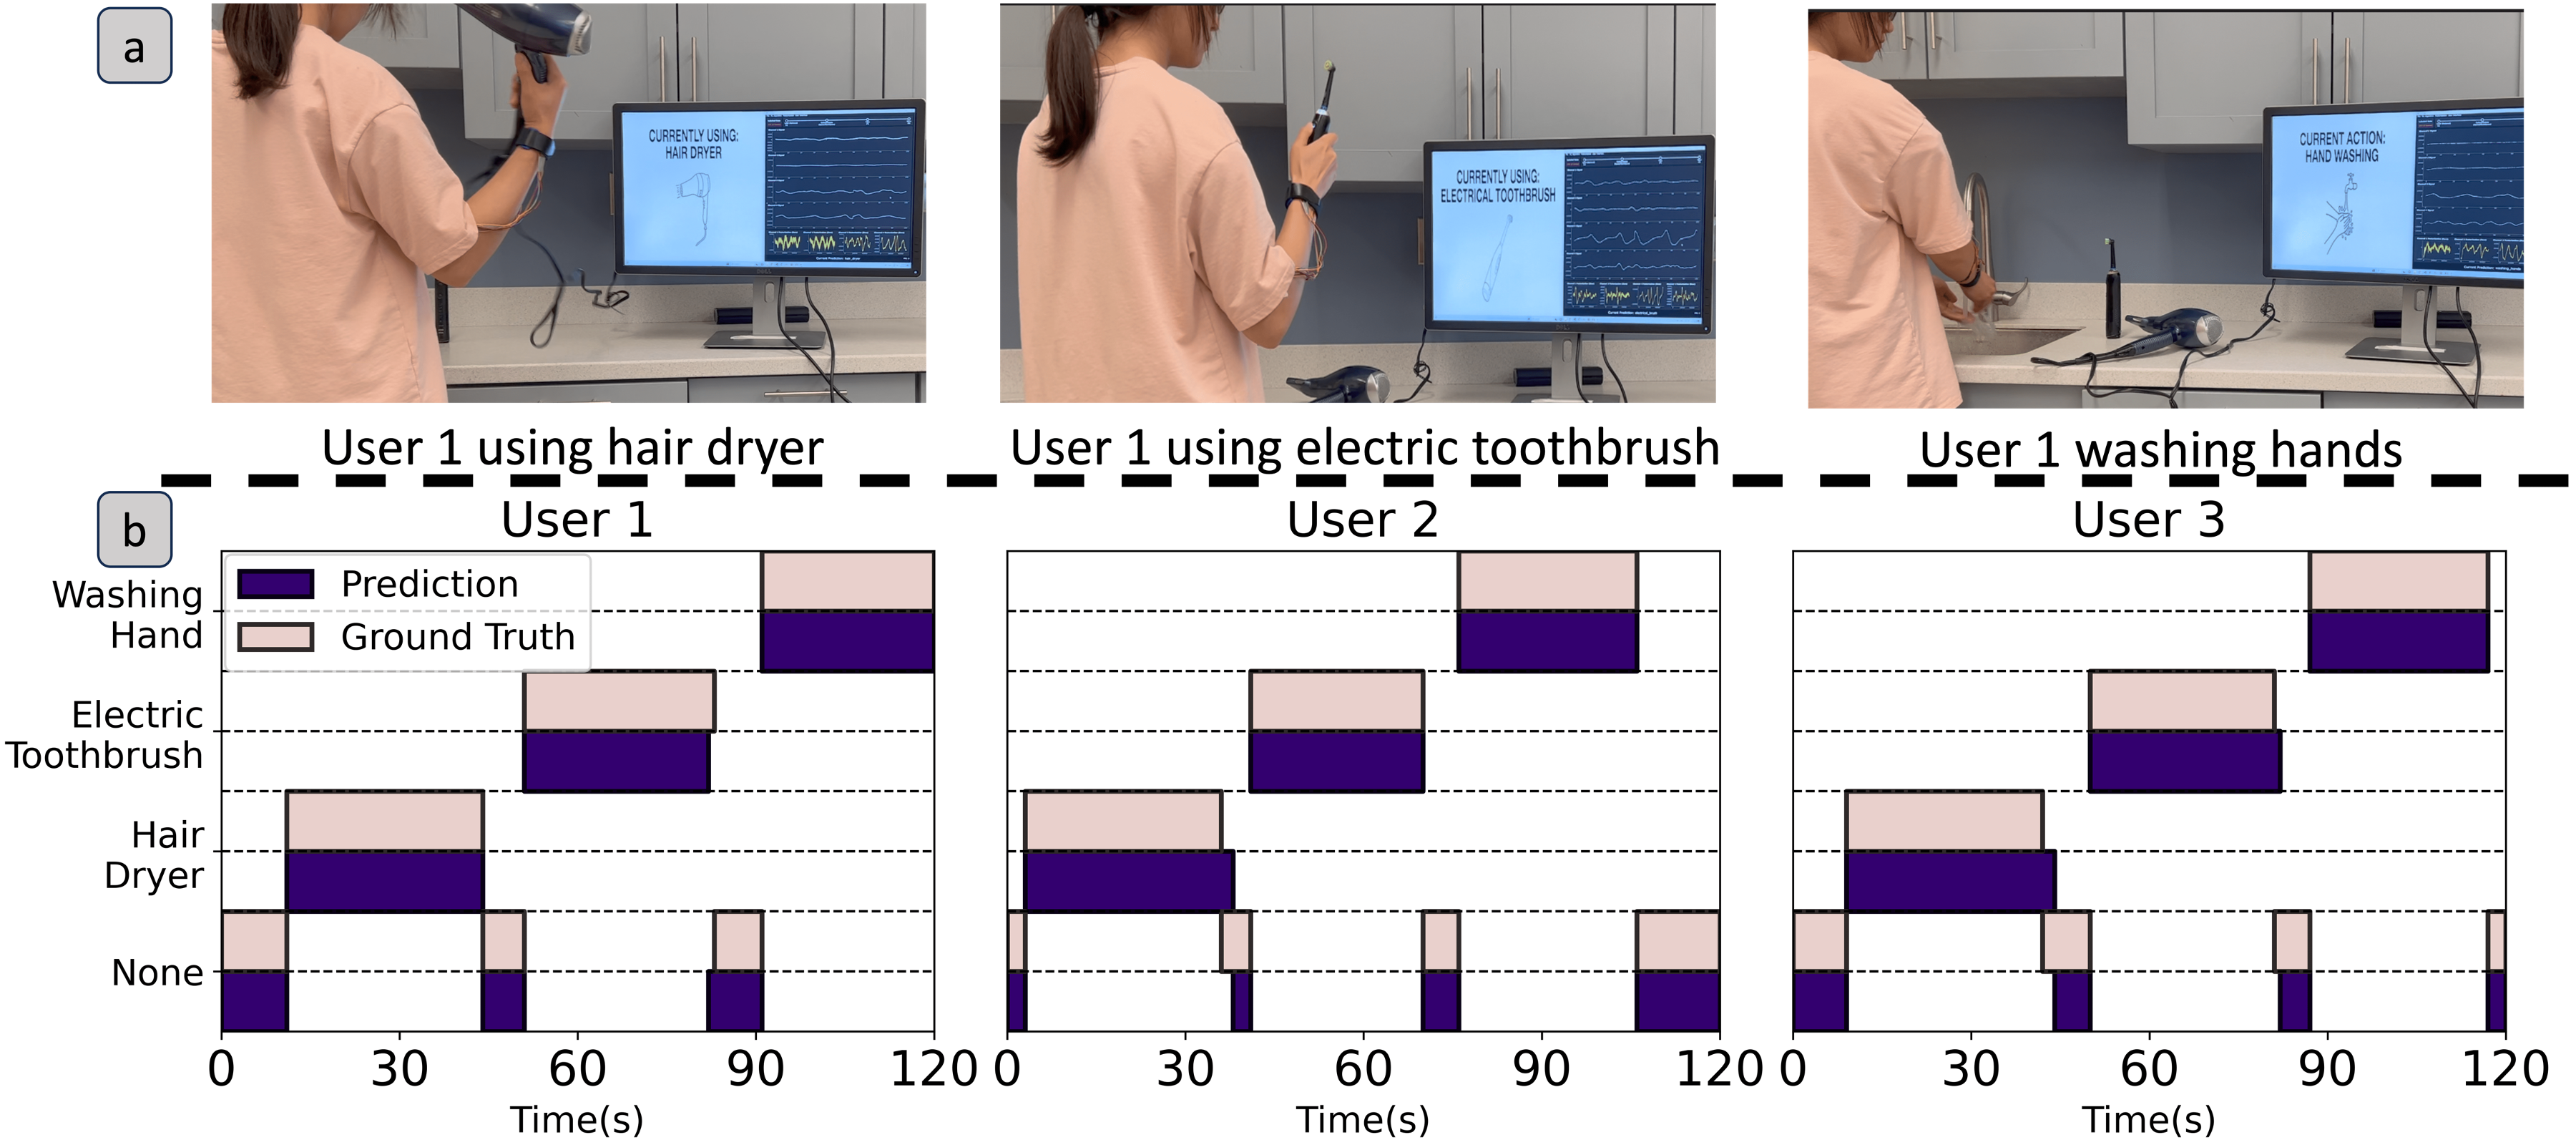 a
CURRENTLY USING:
HAIR DRYER
CURRENTLY USING:
ELECTRICAL TOOTHBRUSH
CURRENT ACTION:
HAND WASHING
DELL
User 1 using hair dryer
User 1 using electric toothbrush
User 1 washing hands
b
User 1
User 2
User 3
Prediction
Ground Truth
Washing
Hand
Electric
Toothbrush
Hair
Dryer
None
0 30 60 90 120
0 30 60 90 120
0 30 60 90 120
Time(s)
Time(s)
Time(s)